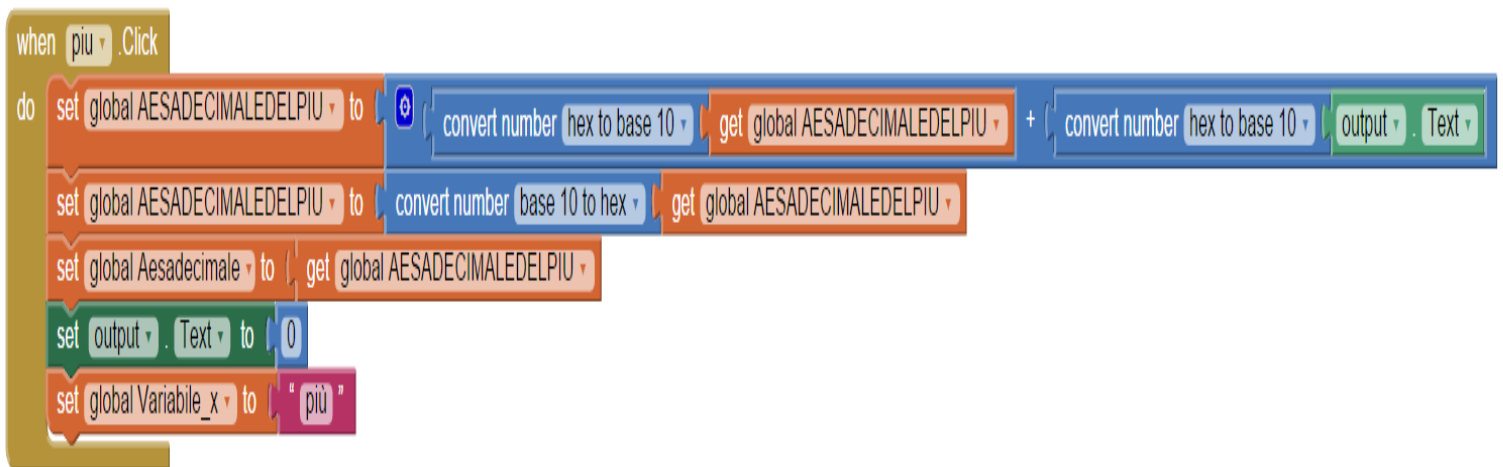 when piu .Click
do set global AESADECIMALEDELPIU to convert number hex to base 10 get global AESADECIMALEDELPIU + convert number hex to base 10 output . Text
set global AESADECIMALEDELPIU to convert number base 10 to hex get global AESADECIMALEDELPIU
set global Aesadecimale to get global AESADECIMALEDELPIU
set output . Text to 0
set global Variabile_x to " più "